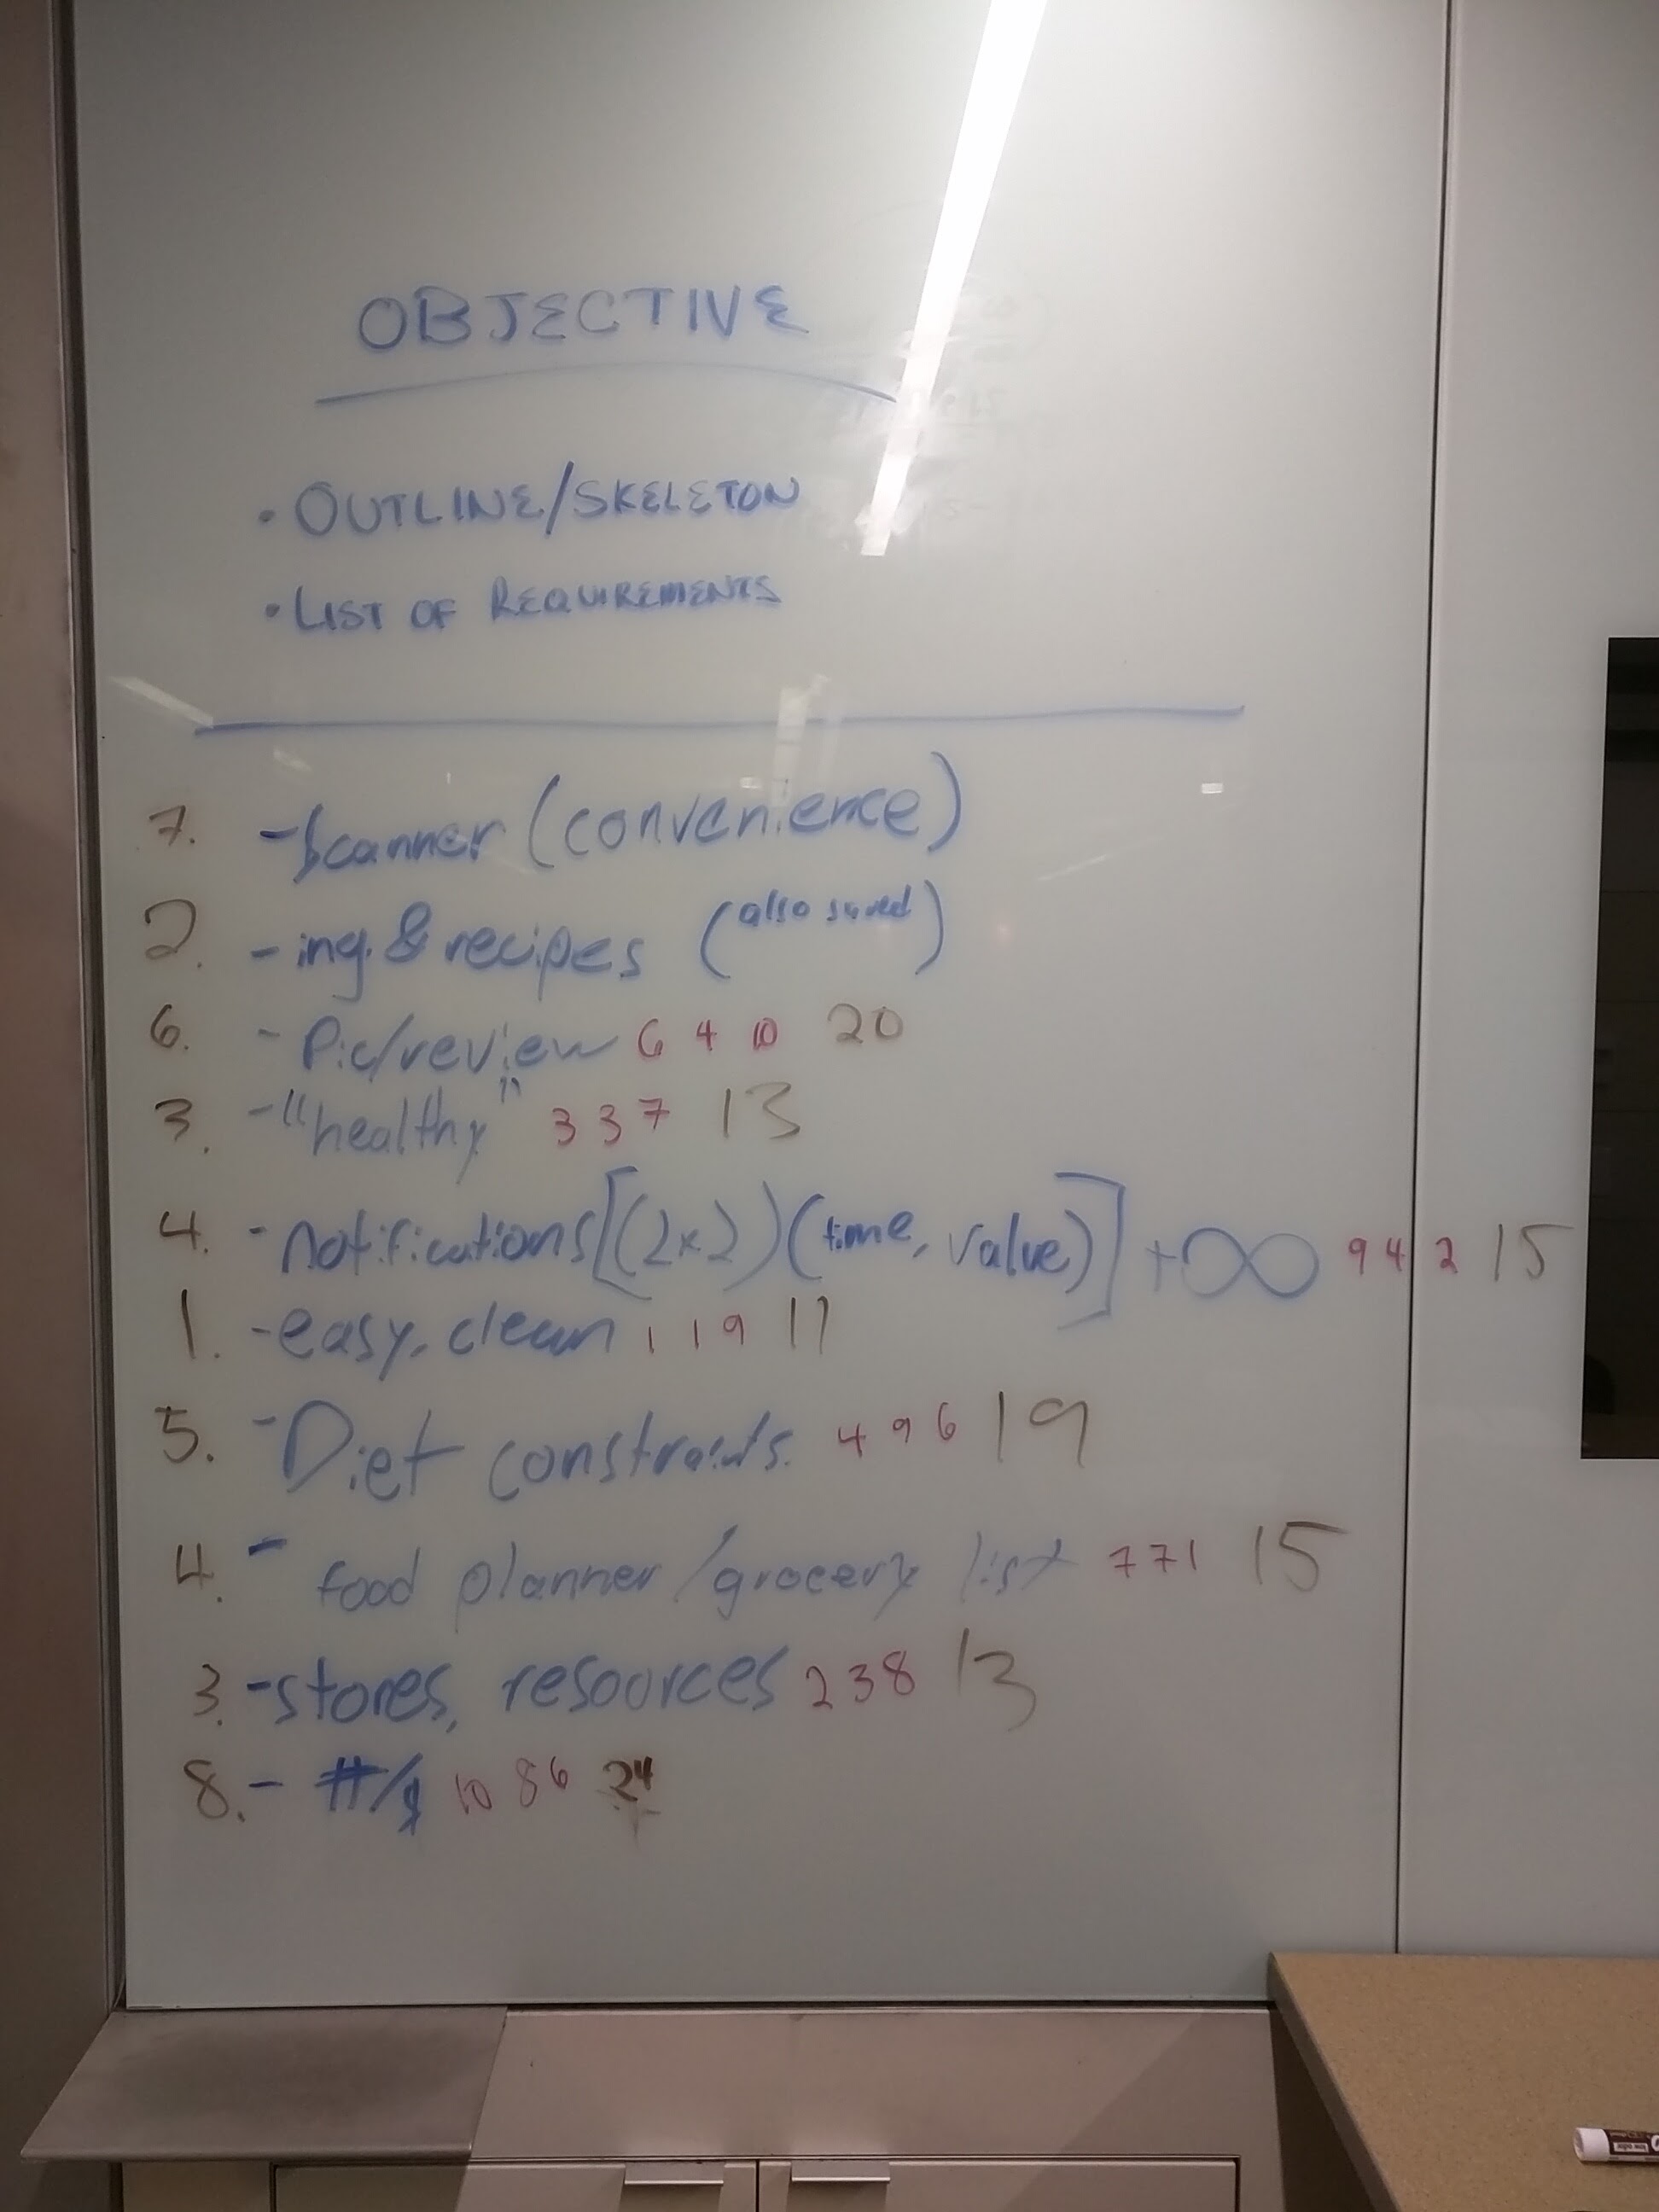 OBJECTIVE
• OUTLINE/SKELETON
• LIST OF REQUIREMENTS
7. - Scanner (convenience)
2. - ing. & recipes (also saved)
6. - Pic/review 6 4 10 20
3. - "healthy" 3 3 7 13
4. - notifications [(2x2)(time, value)] + ∞ 9 4 2 15
1. - easy, clean 1 1 9 11
5. - Diet constraints. 4 9 6 19
4. - food planner/grocery list 7 7 1 15
3. - stores, resources 2 3 8 13
8. - #/g 10 8 6 24